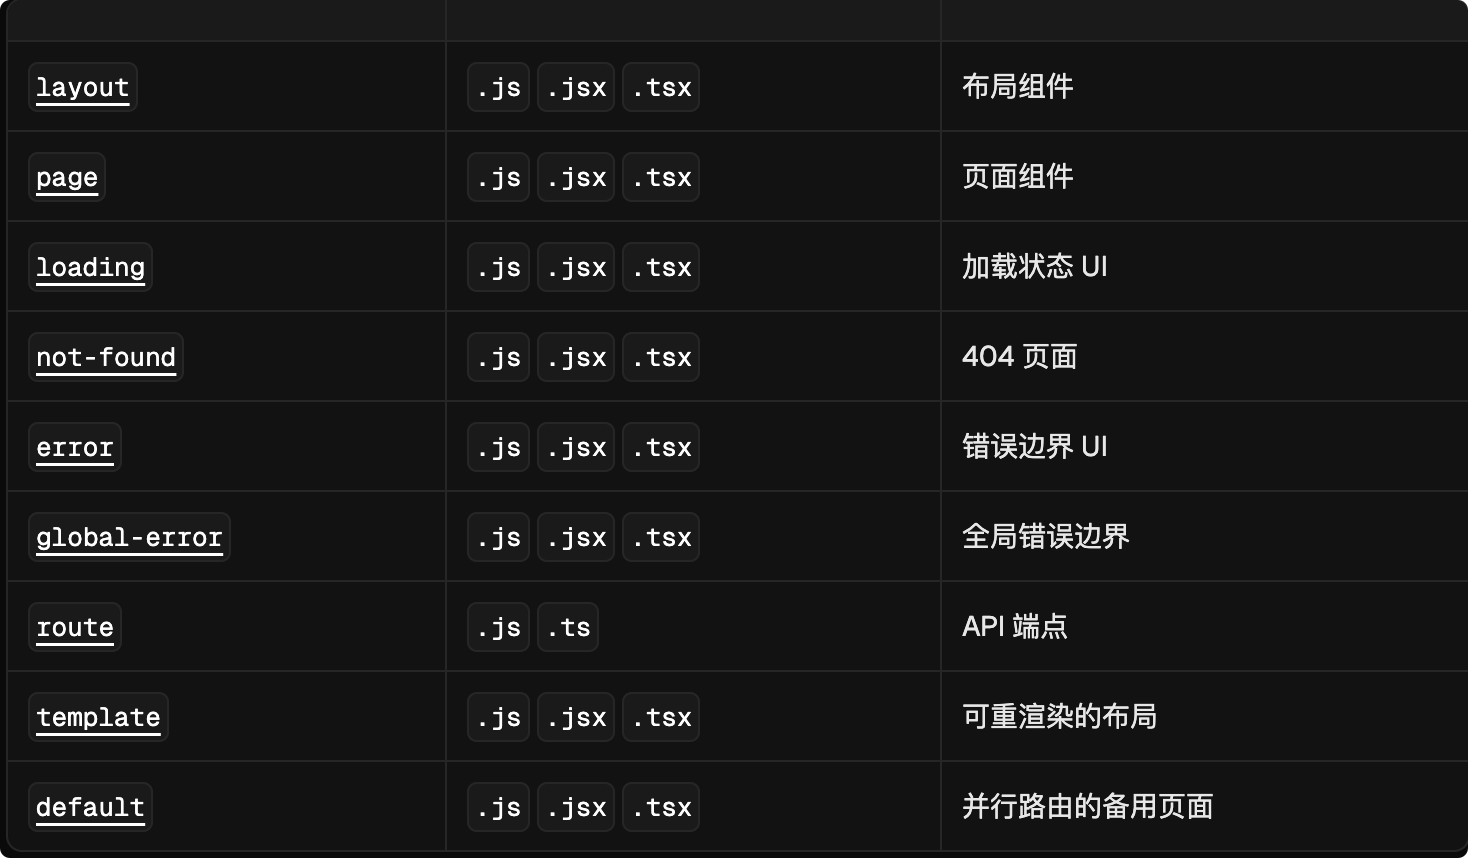 layout .js .jsx .tsx 布局组件
page .js .jsx .tsx 页面组件
loading .js .jsx .tsx 加载状态 UI
not-found .js .jsx .tsx 404 页面
error .js .jsx .tsx 错误边界 UI
global-error .js .jsx .tsx 全局错误边界
route .js .ts API 端点
template .js .jsx .tsx 可重渲染的布局
default .js .jsx .tsx 并行路由的备用页面